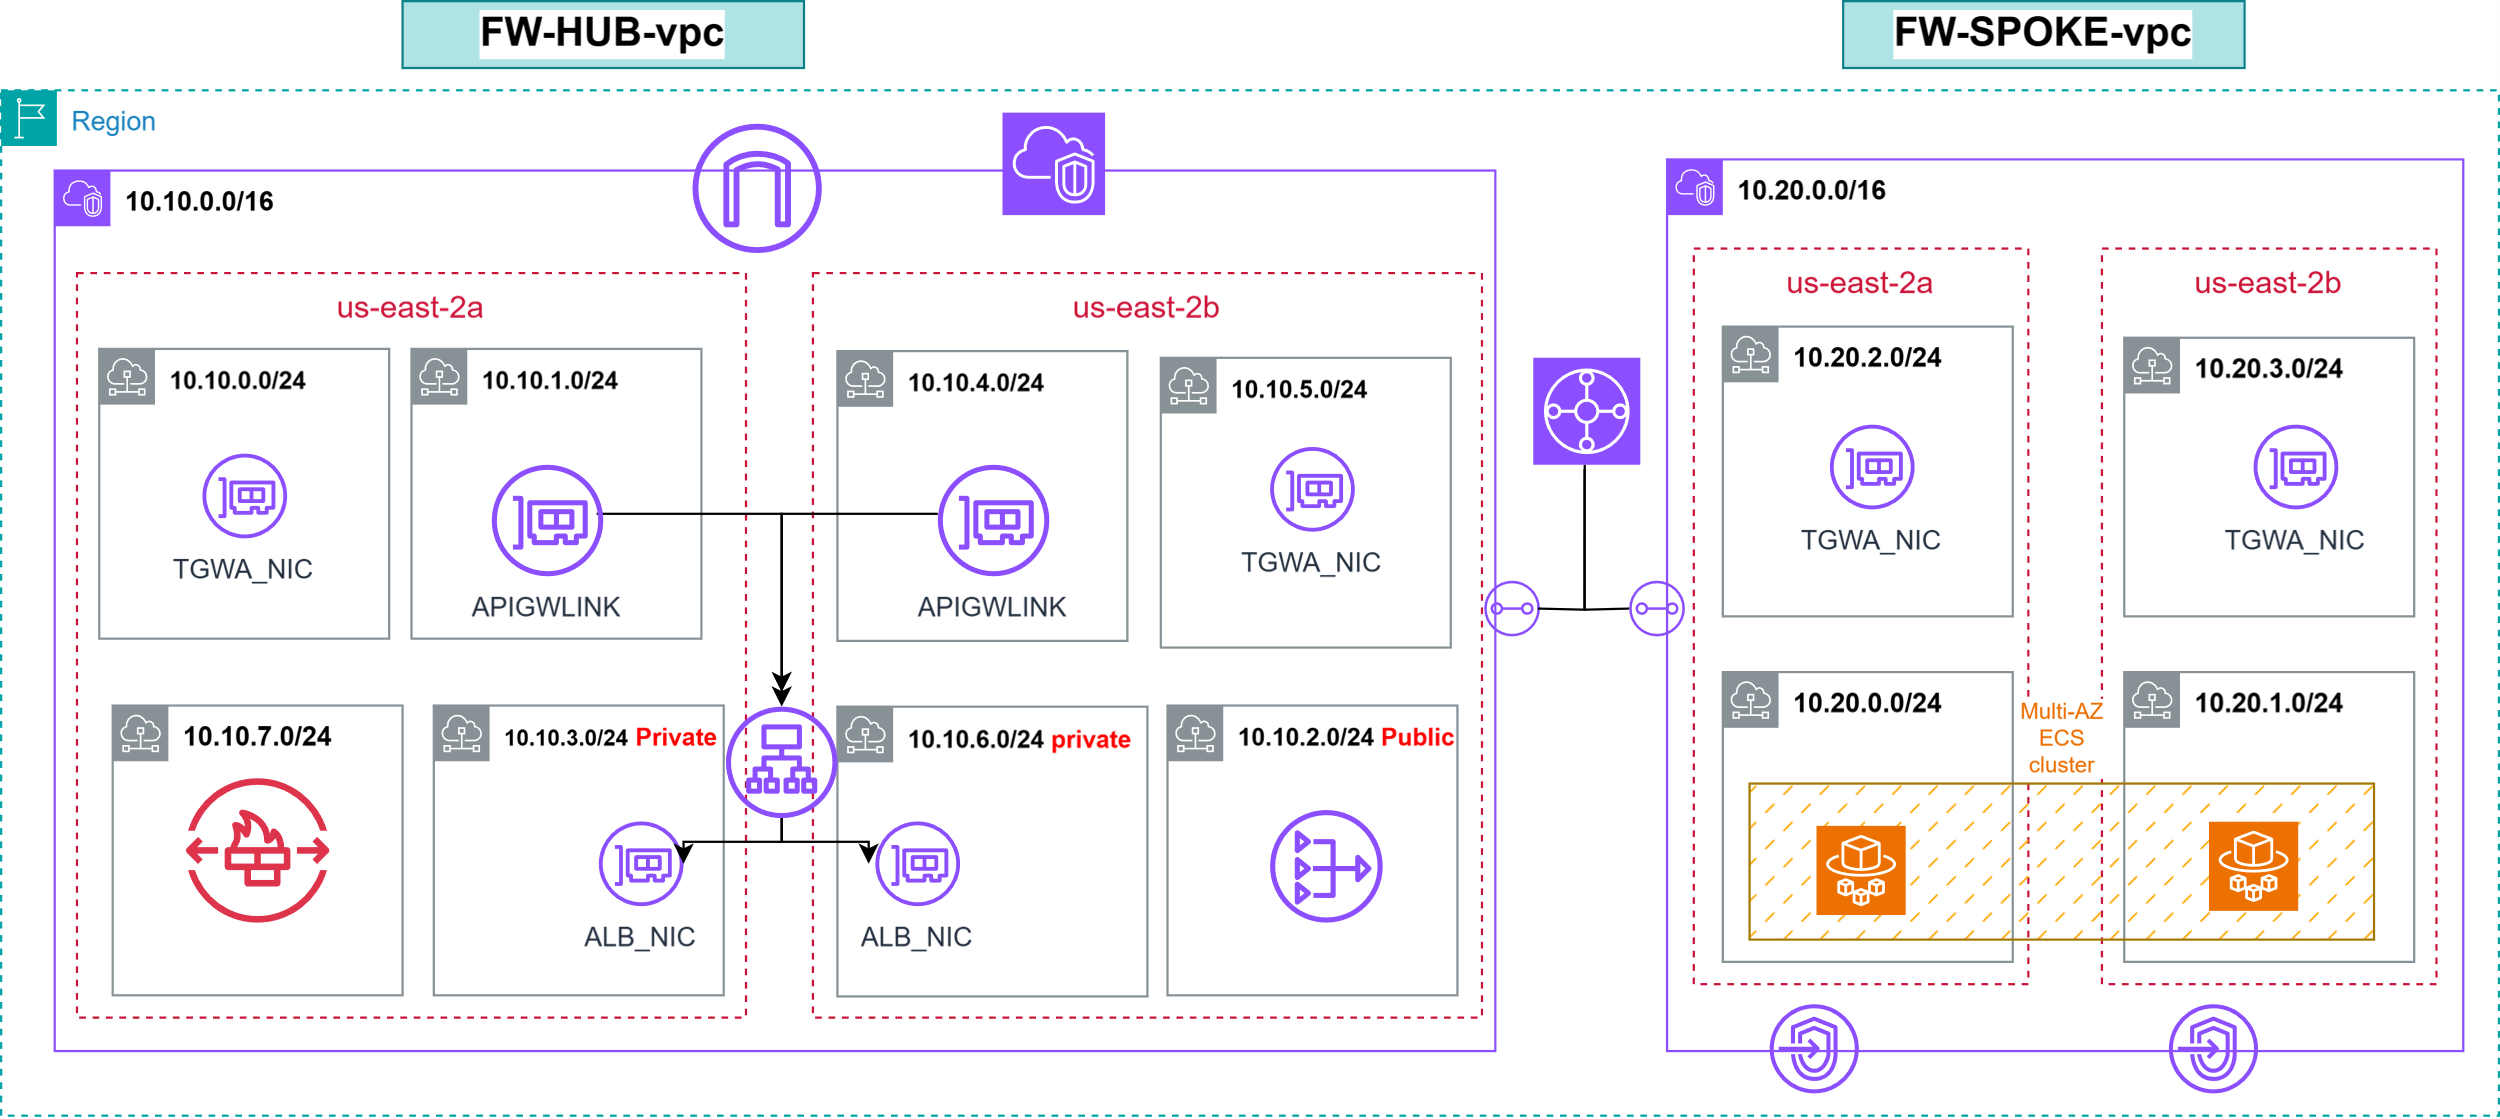 FW-HUB-vpc
FW-SPOKE-vpc
Region
10.10.0.0/16
10.20.0.0/16
us-east-2a
us-east-2b
us-east-2a
us-east-2b
10.10.0.0/24
10.10.1.0/24
10.10.4.0/24
10.10.5.0/24
10.20.2.0/24
10.20.3.0/24
TGWA_NIC
APIGWLINK
APIGWLINK
TGWA_NIC
TGWA_NIC
TGWA_NIC
10.10.7.0/24
10.10.3.0/24 Private
10.10.6.0/24 private
10.10.2.0/24 Public
10.20.0.0/24
Multi-AZ
ECS
cluster
10.20.1.0/24
ALB_NIC
ALB_NIC